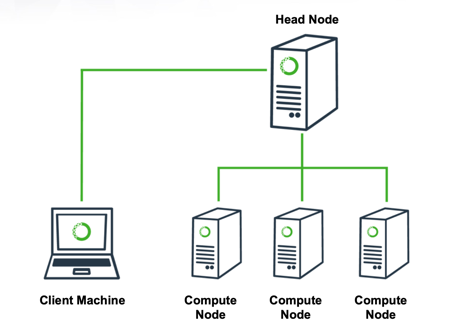 Head Node
Client Machine
Compute
Node
Compute
Node
Compute
Node